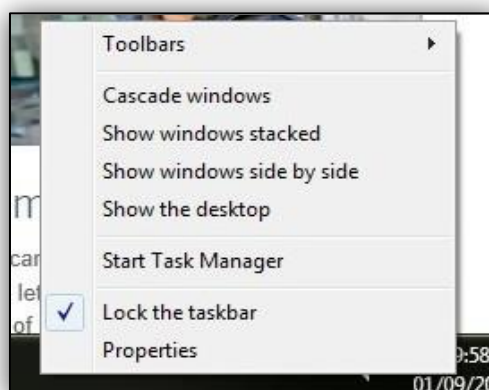 Toolbars
Cascade windows
Show windows stacked
Show windows side by side
Show the desktop
Start Task Manager
Lock the taskbar
Properties
of